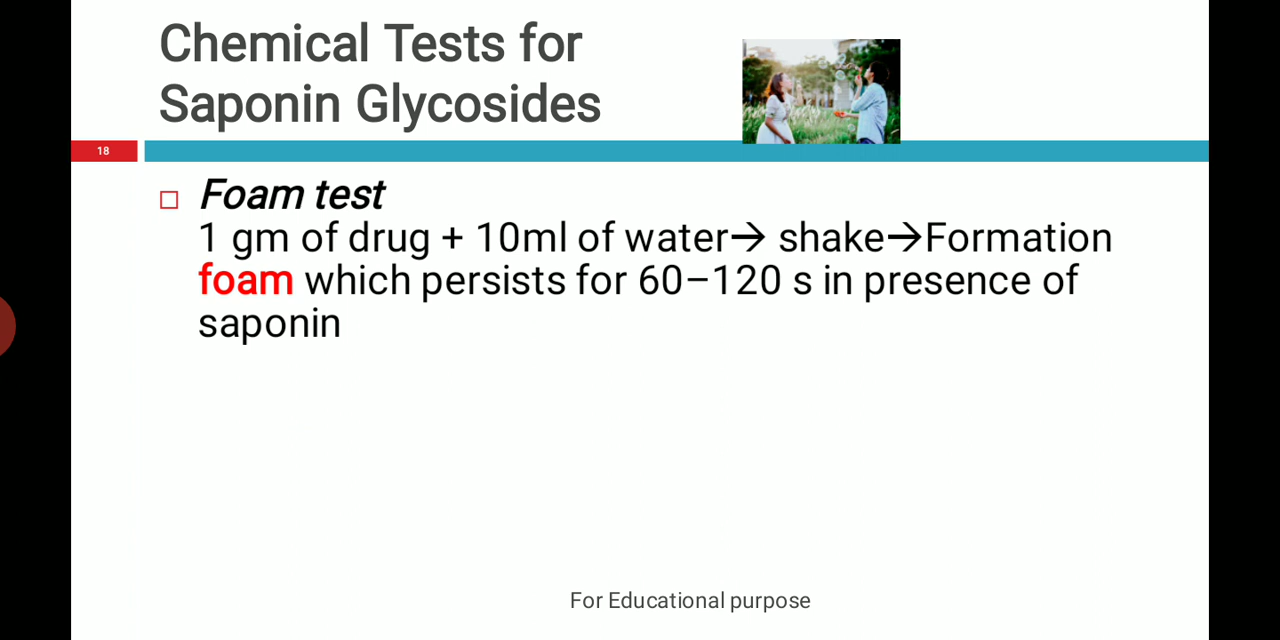 Chemical Tests for
Saponin Glycosides
18
Foam test
1 gm of drug + 10ml of water→ shake→Formation
foam which persists for 60–120 s in presence of
saponin
For Educational purpose